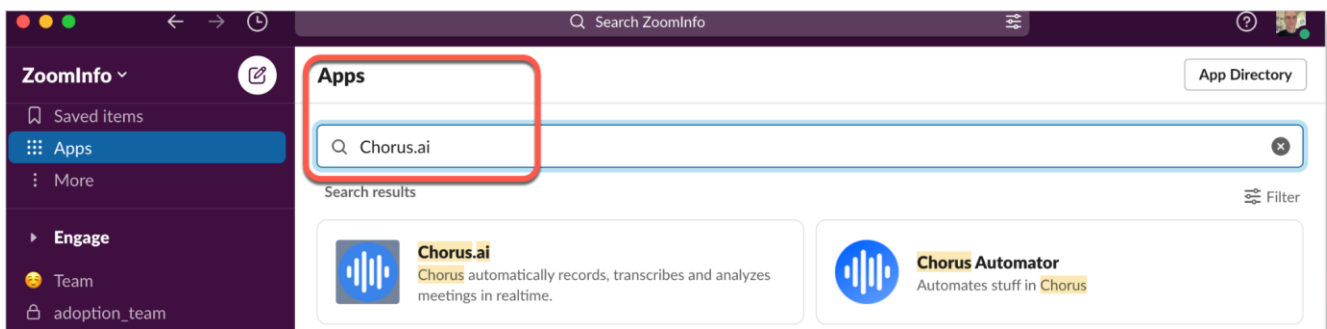 Search ZoomInfo
ZoomInfo
Apps
App Directory
Saved items
Apps
Chorus.ai
More
Search results
Filter
Engage
Chorus.ai
Chorus automatically records, transcribes and analyzes
meetings in realtime.
Chorus Automator
Automates stuff in Chorus
Team
adoption_team